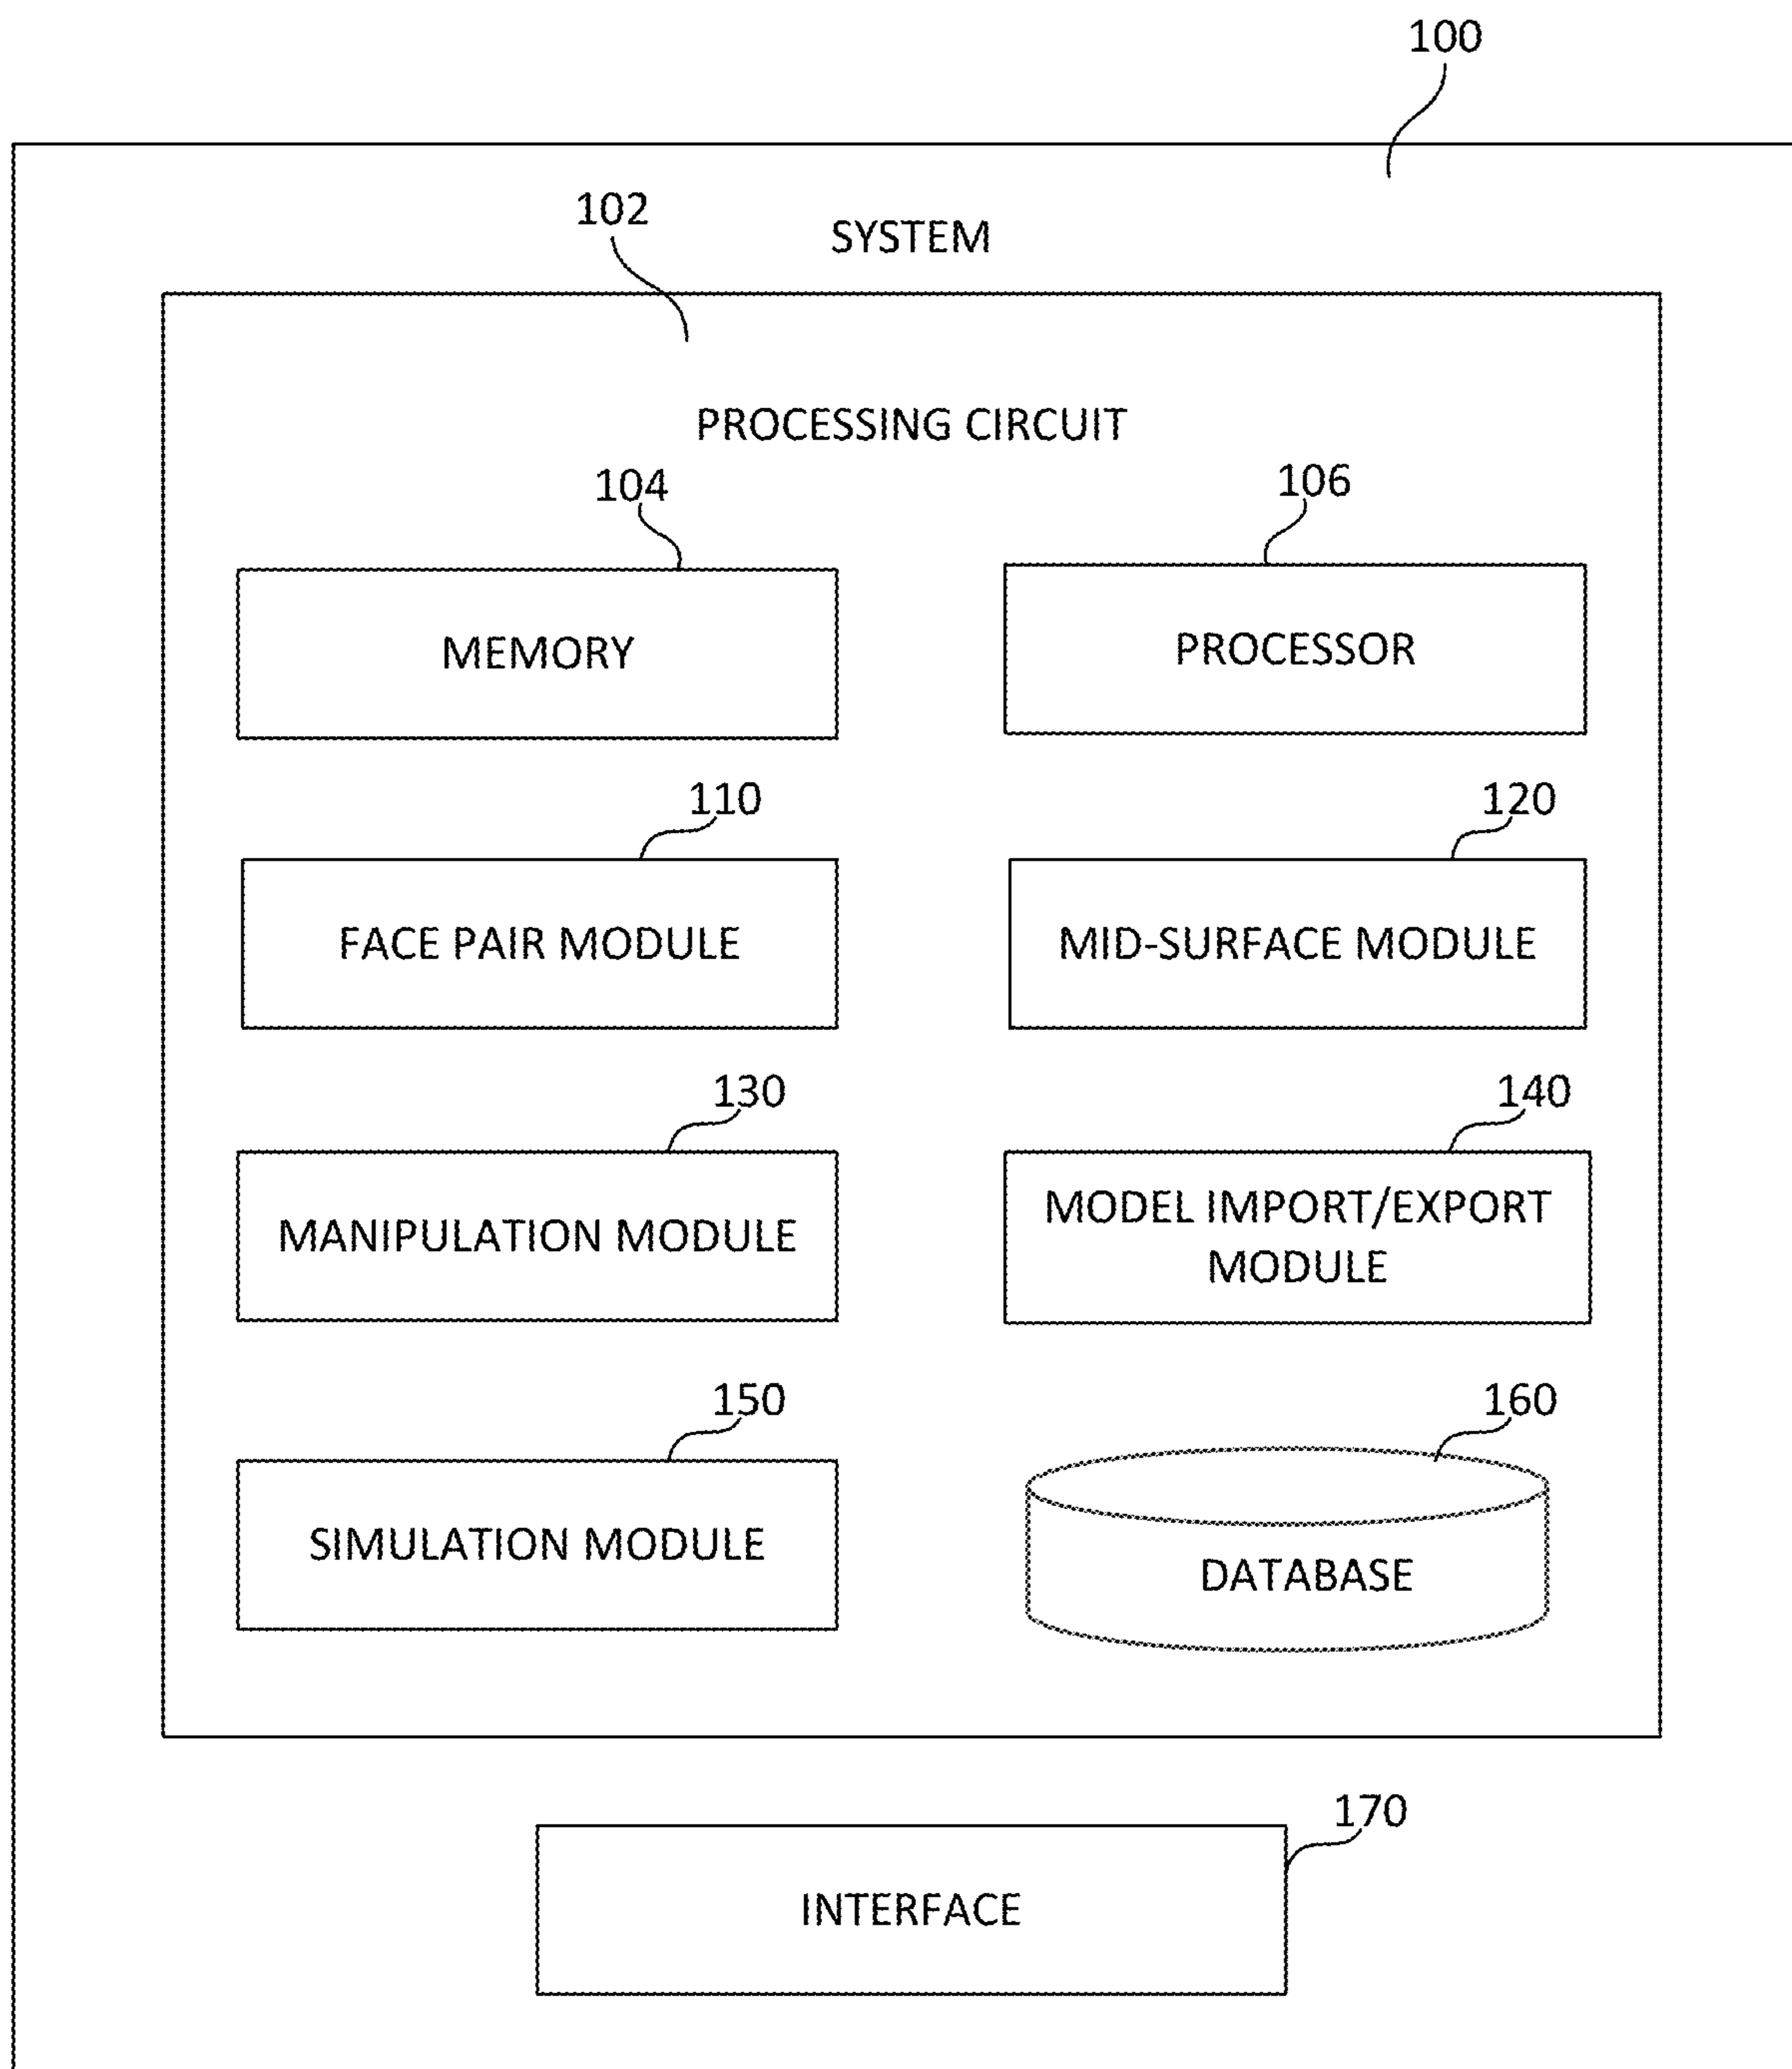 100
102
SYSTEM
PROCESSING CIRCUIT
104
106
MEMORY
PROCESSOR
110
120
FACE PAIR MODULE
MID-SURFACE MODULE
130
140
MANIPULATION MODULE
MODEL IMPORT/EXPORT
MODULE
150
160
SIMULATION MODULE
DATABASE
170
INTERFACE